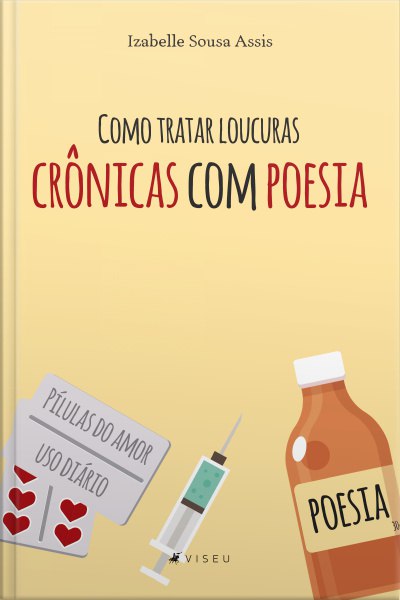 Izabelle Sousa Assis
COMO TRATAR LOUCURAS
CRÔNICAS COM POESIA
PÍLULAS DO AMOR
USO DIÁRIO
POESIA
VISEU